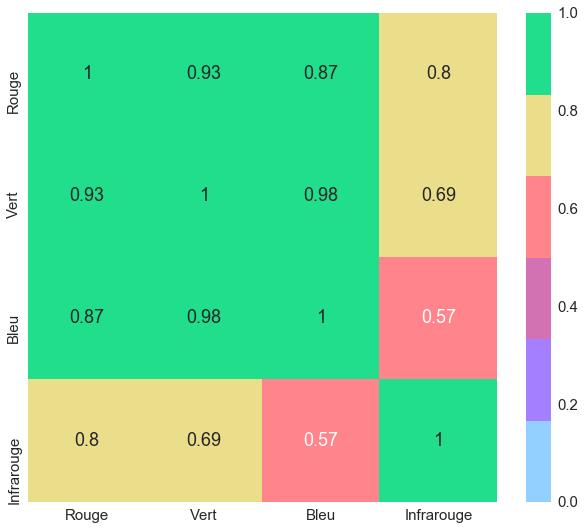 Rouge 1 0.93 0.87 0.8
Vert 0.93 1 0.98 0.69
Bleu 0.87 0.98 1 0.57
Infrarouge 0.8 0.69 0.57 1
Rouge Vert Bleu Infrarouge
1.0
0.8
0.6
0.4
0.2
0.0